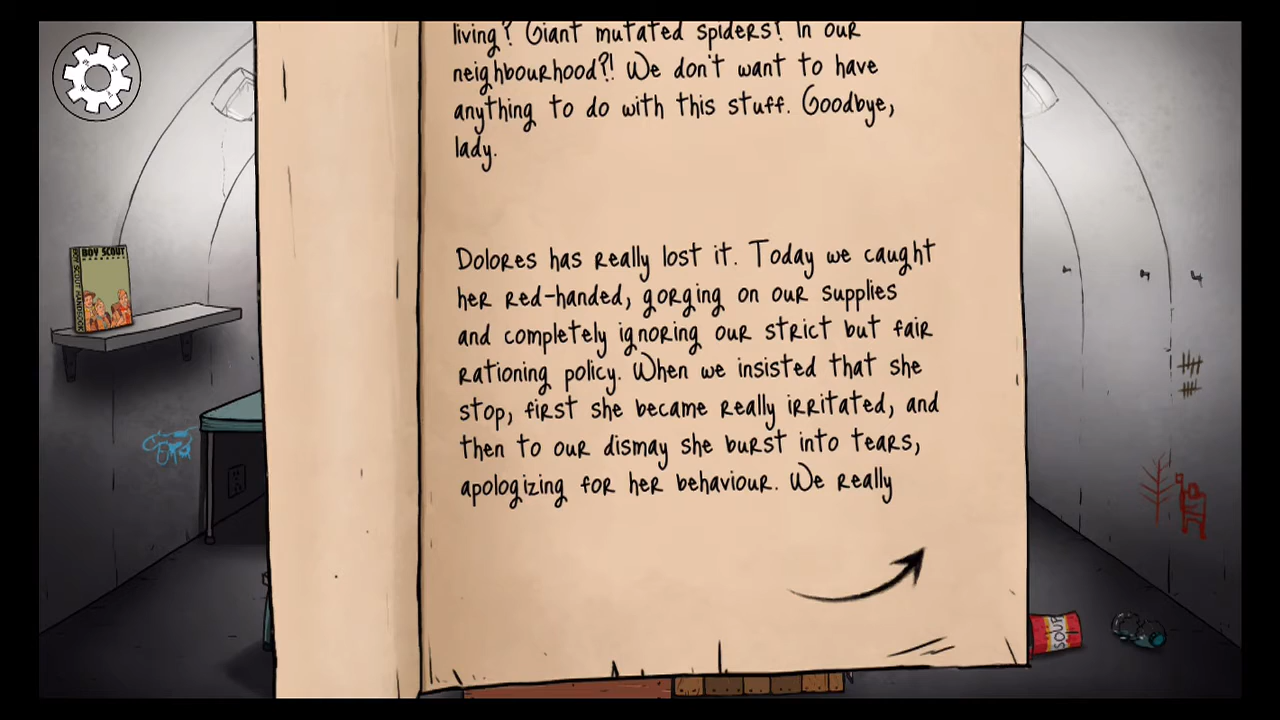 living? Giant mutated spiders? In our
neighbourhood?! We don't want to have
anything to do with this stuff. Goodbye,
lady.
Dolores has really lost it. Today we caught
her red-handed, gorging on our supplies
and completely ignoring our strict but fair
rationing policy. When we insisted that she
stop, first she became really irritated, and
then to our dismay she burst into tears,
apologizing for her behaviour. We really
BOY SCOUT
BOY SCOUT HANDBOOK
SOUP